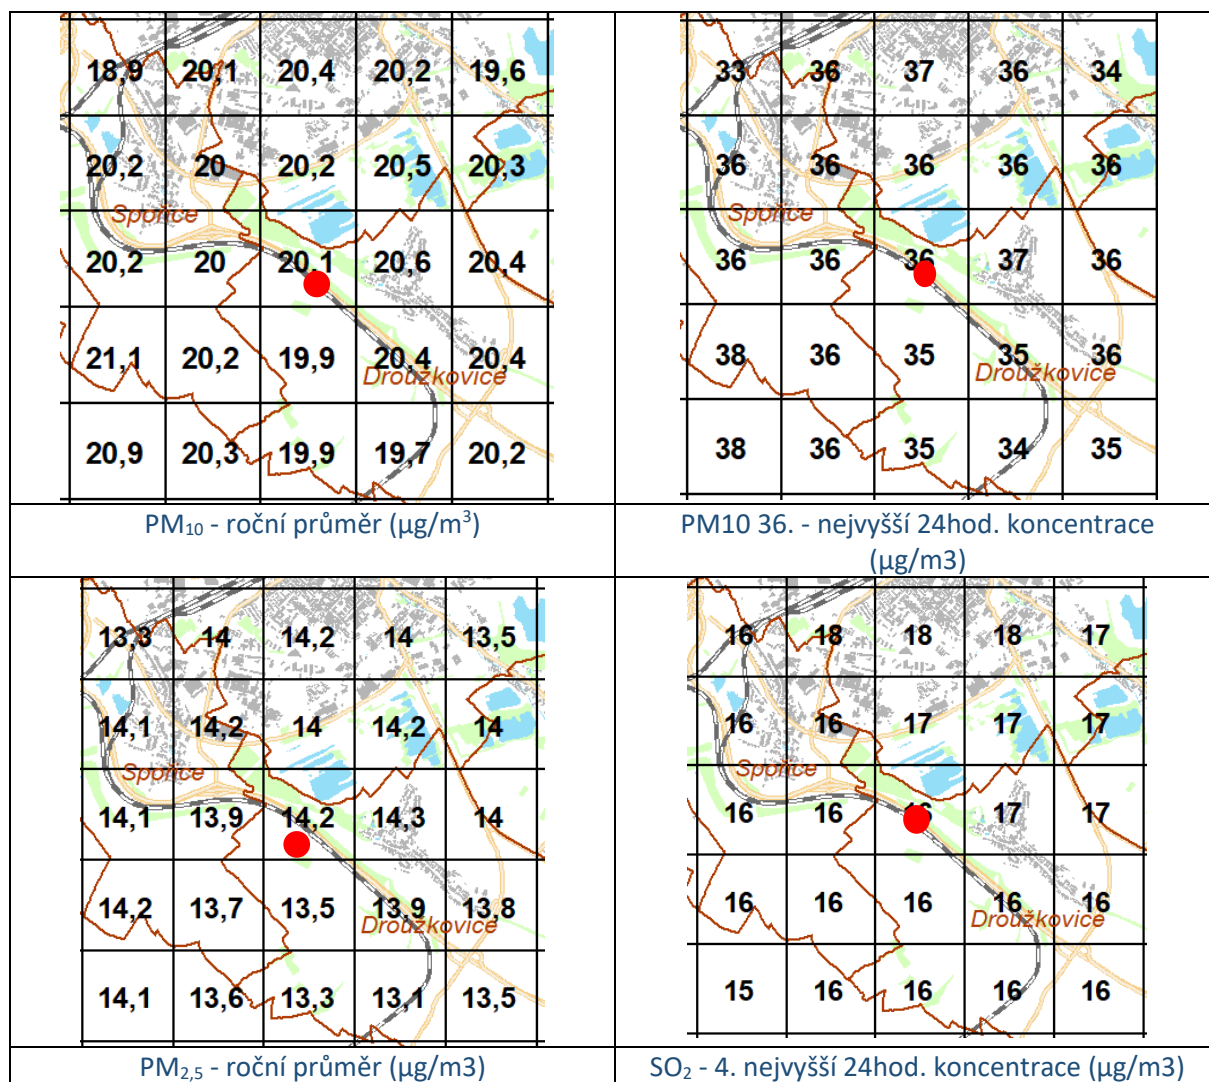 18,9 20,1 20,4 20,2 19,6
20,2 20 20,2 20,5 20,3
Spořice
20,2 20 20,1 20,6 20,4
21,1 20,2 19,9 20,4 20,4
Droužkovice
20,9 20,3 19,9 19,7 20,2
PM₁₀ - roční průměr (µg/m³)
33 36 37 36 34
36 36 36 36 36
Spořice
36 36 36 37 36
38 36 35 35 36
Droužkovice
38 36 35 34 35
PM10 36. - nejvyšší 24hod. koncentrace
(µg/m3)
13,3 14 14,2 14 13,5
14,1 14,2 14 14,2 14
Spořice
14,1 13,9 14,2 14,3 14
14,2 13,7 13,5 13,9 13,8
Droužkovice
14,1 13,6 13,3 13,1 13,5
PM₂,₅ - roční průměr (µg/m3)
16 18 18 18 17
16 16 17 17 17
Spořice
16 16 16 17 17
16 16 16 16 16
Droužkovice
15 16 16 16 16
SO₂ - 4. nejvyšší 24hod. koncentrace (µg/m3)